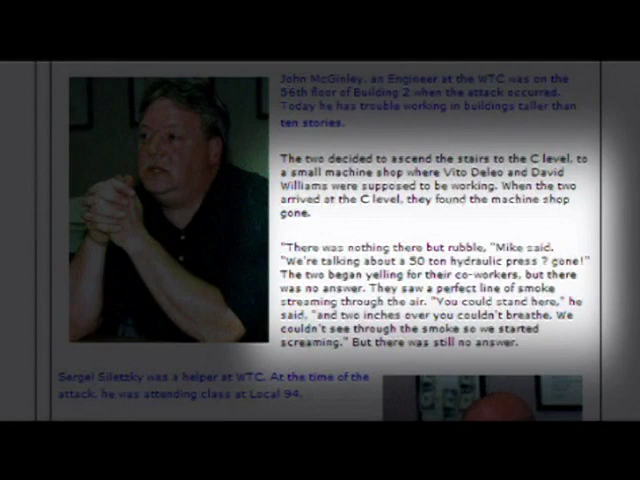 John McGinley, an Engineer at the WTC was on the
56th floor of Building 2 when the attack occurred.
Today he has trouble working in buildings taller than
ten stories.
The two decided to ascend the stairs to the C level, to
a small machine shop where Vito Deleo and David
Williams were supposed to be working. When the two
arrived at the C level, they found the machine shop
gone.
"There was nothing there but rubble, "Mike said.
"We're talking about a 50 ton hydraulic press ? gone!"
The two began yelling for their co-workers, but there
was no answer. They saw a perfect line of smoke
streaming through the air. "You could stand here," he
said, "and two inches over you couldn't breathe. We
couldn't see through the smoke so we started
screaming." But there was still no answer.
Sergei Siletzky was a helper at WTC. At the time of the
attack, he was attending class at Local 94.